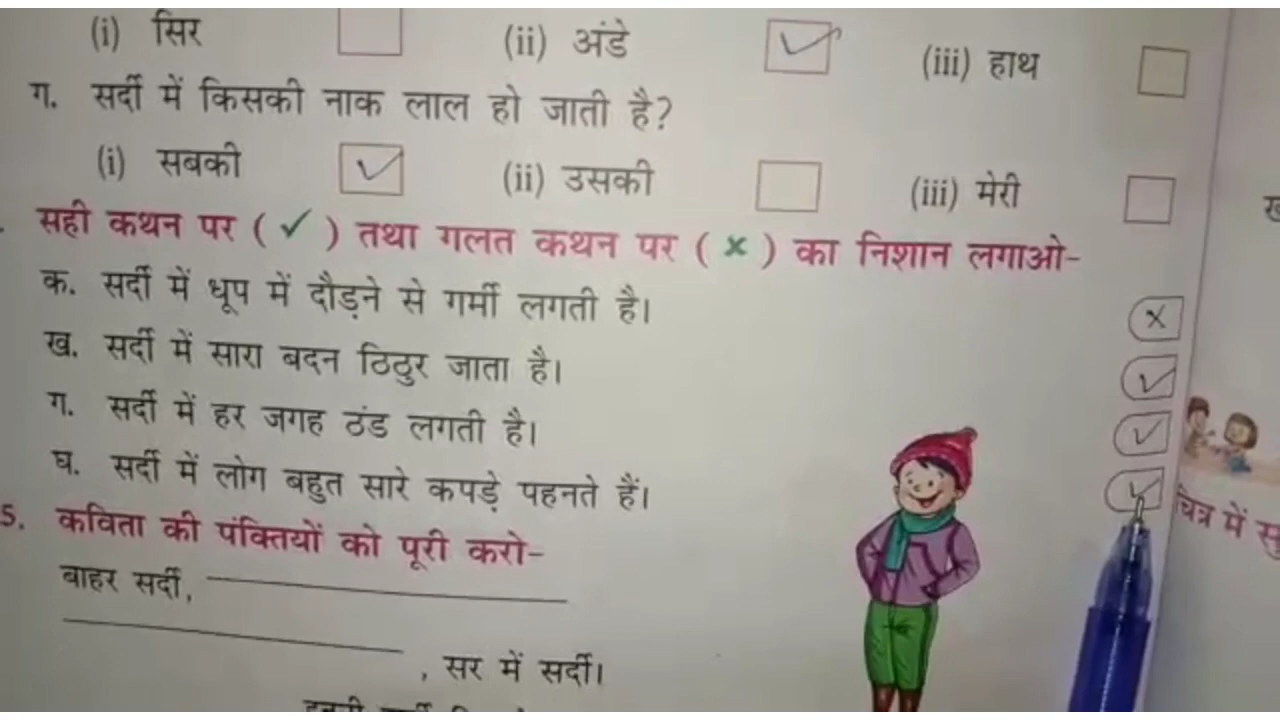 (i) सिर (ii) अंडे ✓ (iii) हाथ
ग. सर्दी में किसकी नाक लाल हो जाती है?
(i) सबकी ✓ (ii) उसकी (iii) मेरी
सही कथन पर ( ✓ ) तथा गलत कथन पर ( × ) का निशान लगाओ-
क. सर्दी में धूप में दौड़ने से गर्मी लगती है। ×
ख. सर्दी में सारा बदन ठिठुर जाता है। ✓
ग. सर्दी में हर जगह ठंड लगती है। ✓
घ. सर्दी में लोग बहुत सारे कपड़े पहनते हैं। ✓
5. कविता की पंक्तियों को पूरी करो-
बाहर सर्दी,
, सर में सर्दी।
चित्र में